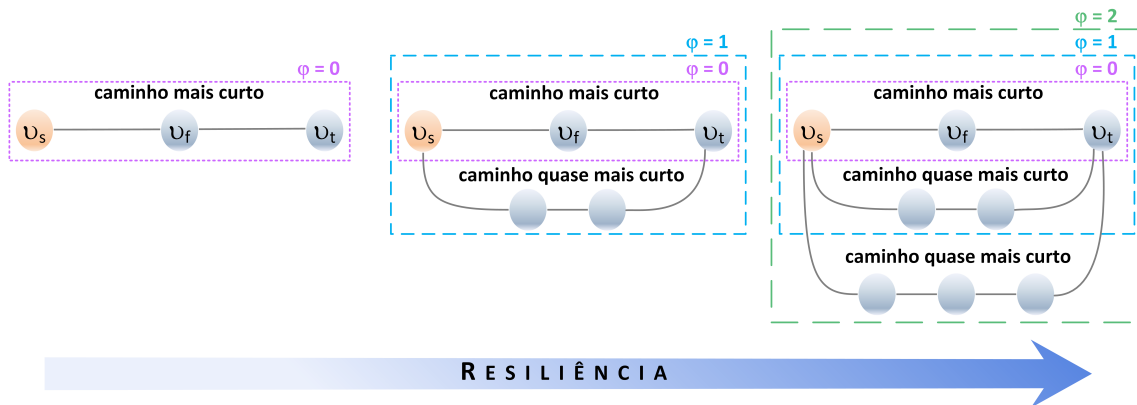 φ = 0
caminho mais curto
υs υf υt
φ = 1
φ = 0
caminho mais curto
υs υf υt
caminho quase mais curto
φ = 2
φ = 1
φ = 0
caminho mais curto
υs υf υt
caminho quase mais curto
caminho quase mais curto
RESILIÊNCIA